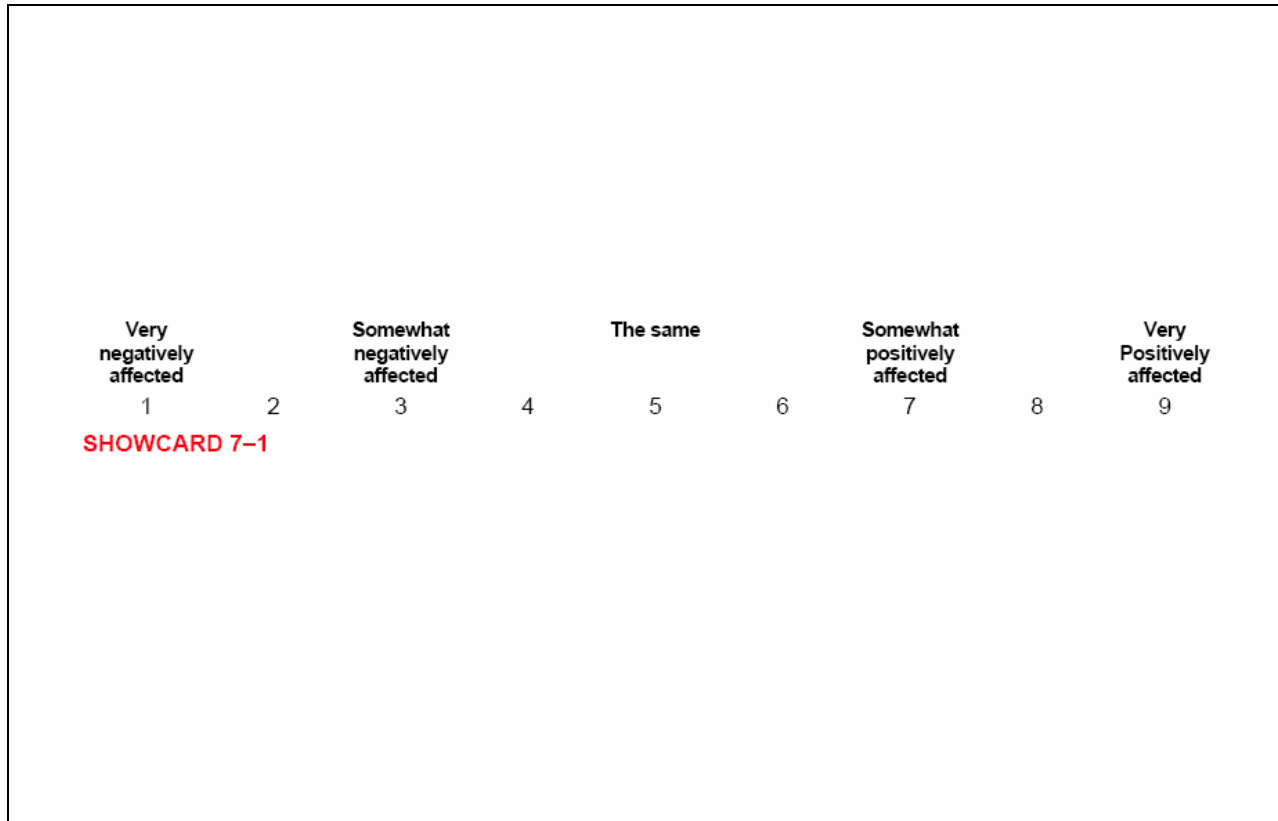 Very Somewhat The same Somewhat Very
negatively negatively positively Positively
affected affected affected affected
1 2 3 4 5 6 7 8 9
SHOWCARD 7–1